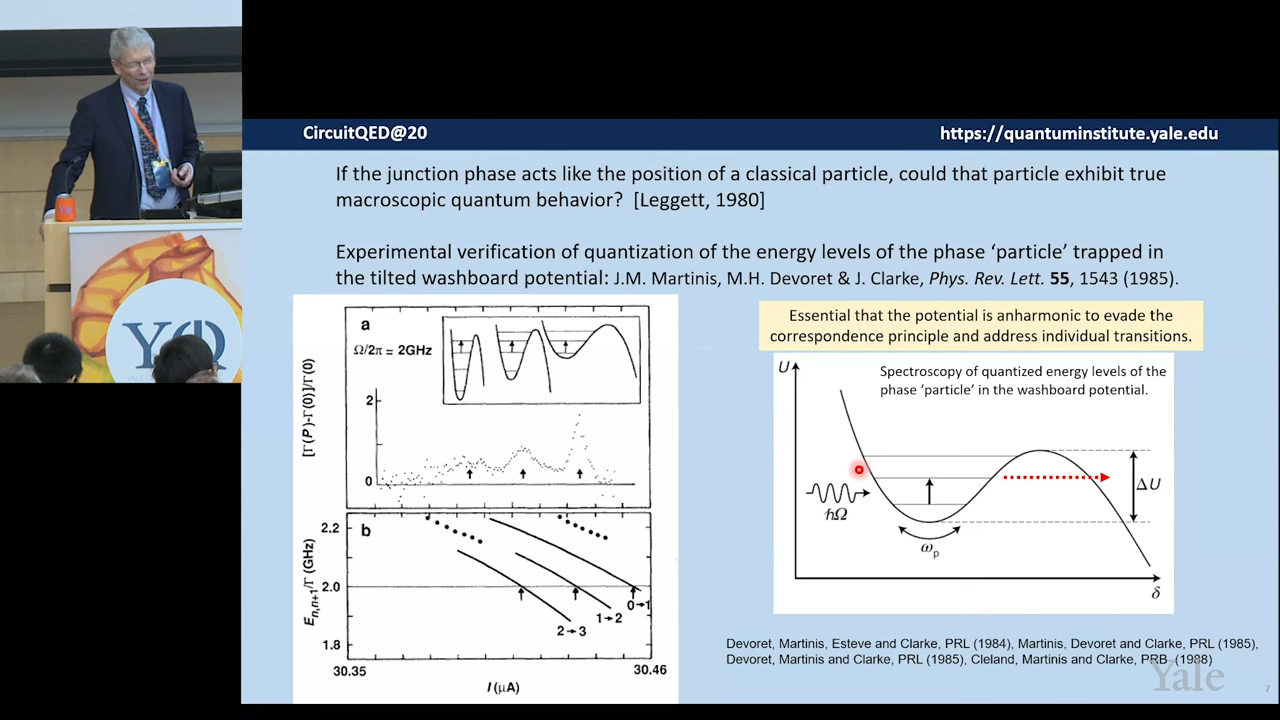 CircuitQED@20
https://quantuminstitute.yale.edu
If the junction phase acts like the position of a classical particle, could that particle exhibit true
macroscopic quantum behavior? [Leggett, 1980]
Experimental verification of quantization of the energy levels of the phase ‘particle’ trapped in
the tilted washboard potential: J.M. Martinis, M.H. Devoret & J. Clarke, Phys. Rev. Lett. 55, 1543 (1985).
a
Ω/2π = 2GHz
[Γ(P)-Γ(0)]/Γ(0)
2
0
b
E n,n+1/Γ (GHz)
2.2
2.0
1.8
0→1
1→2
2→3
30.35
30.46
I (μA)
Essential that the potential is anharmonic to evade the
correspondence principle and address individual transitions.
U
Spectroscopy of quantized energy levels of the
phase ‘particle’ in the washboard potential.
ħΩ
ωp
ΔU
δ
Devoret, Martinis, Esteve and Clarke, PRL (1984), Martinis, Devoret and Clarke, PRL (1985),
Devoret, Martinis and Clarke, PRL (1985), Cleland, Martinis and Clarke, PRB (1988)
Yale
7
YQI